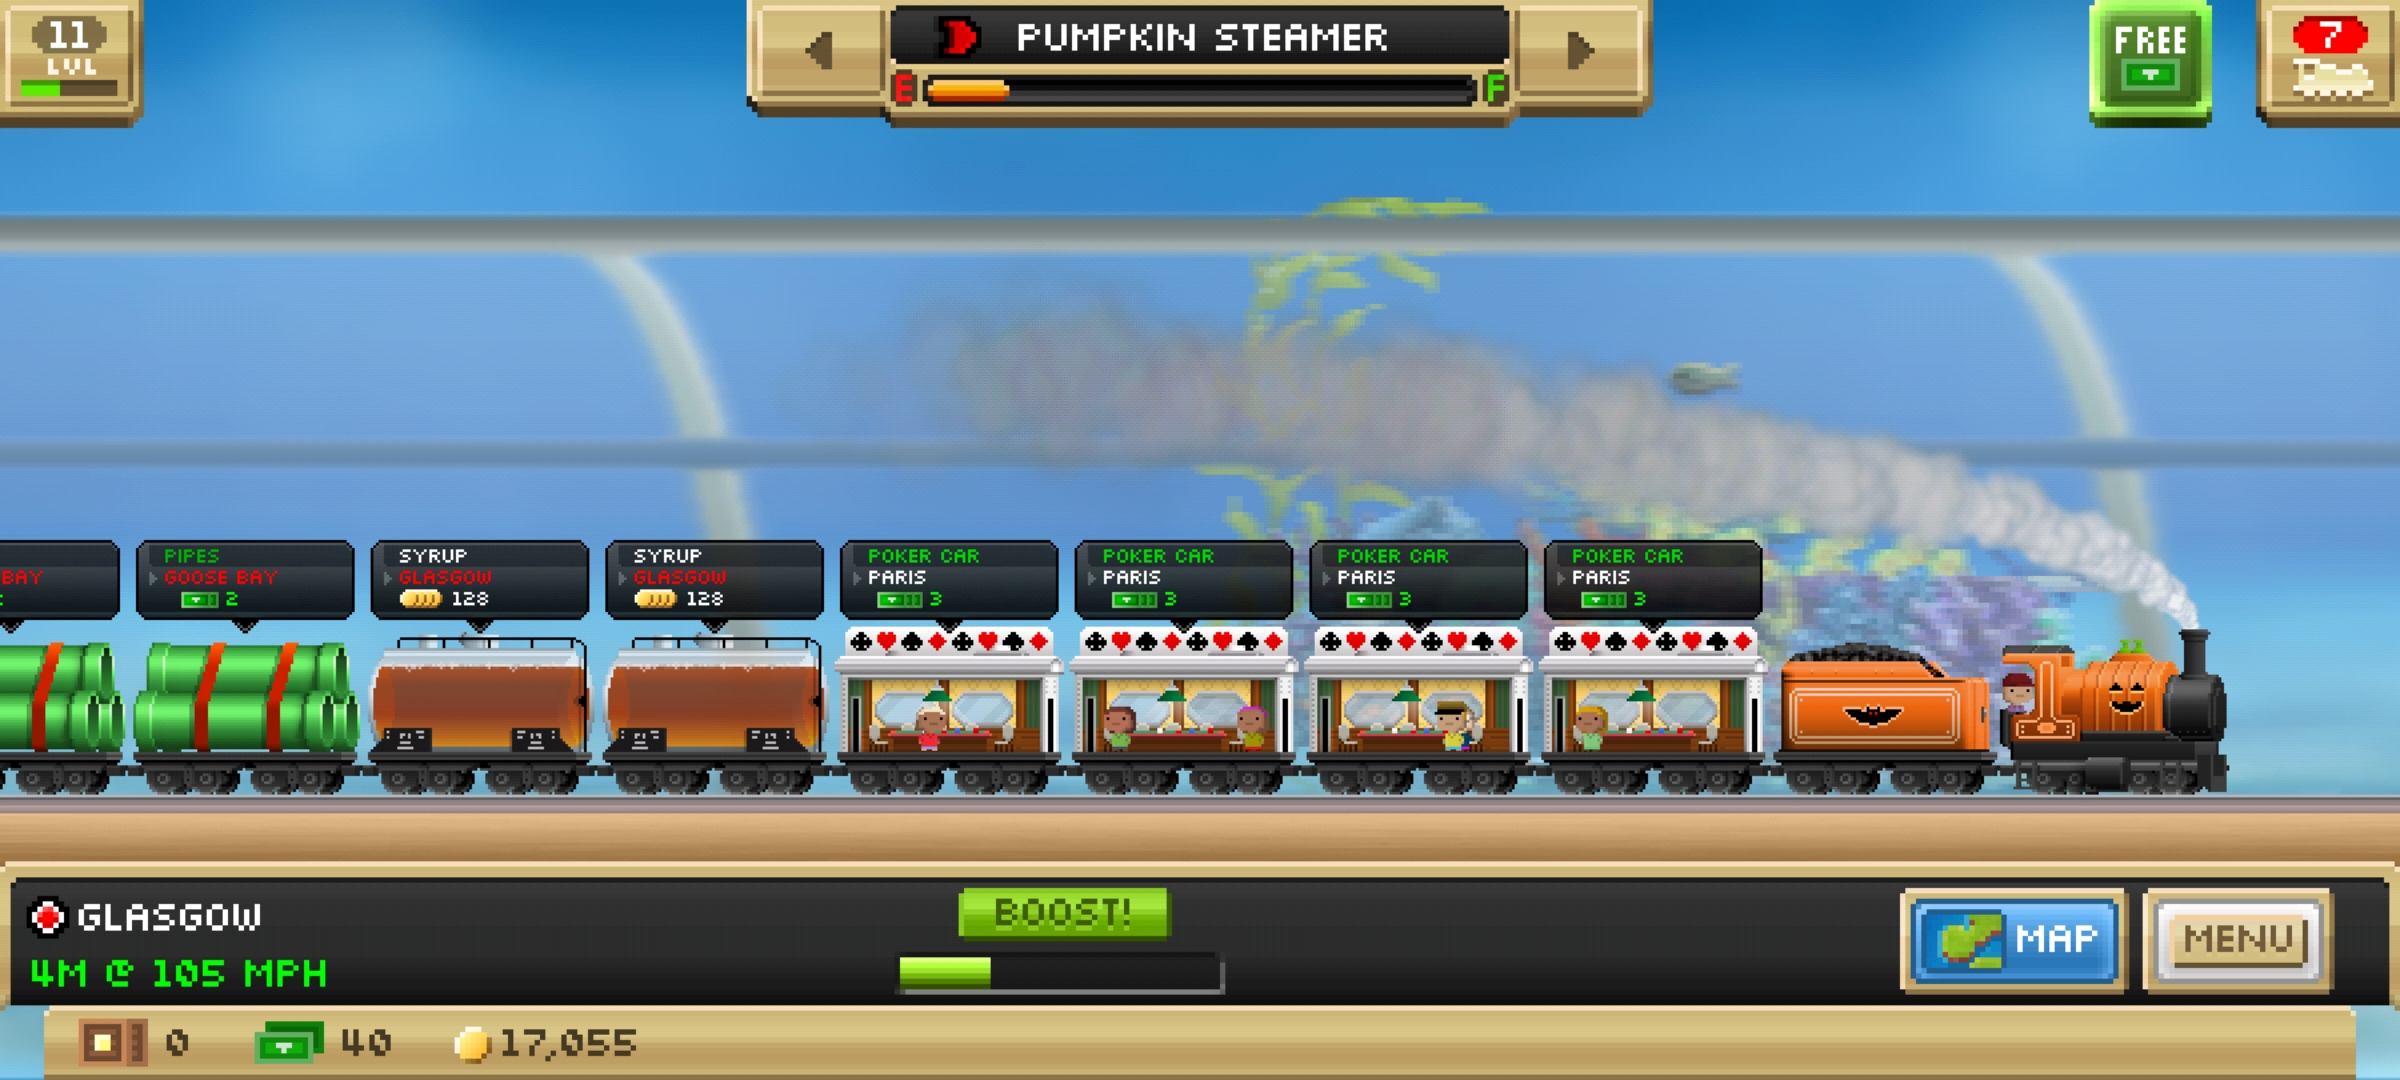 11
LVL
PUMPKIN STEAMER
E
F
FREE
7
BAY
PIPES
GOOSE BAY
2
SYRUP
GLASGOW
128
SYRUP
GLASGOW
128
POKER CAR
PARIS
3
POKER CAR
PARIS
3
POKER CAR
PARIS
3
POKER CAR
PARIS
3
GLASGOW
4M @ 105 MPH
BOOST!
MAP
MENU
0
40
17,055